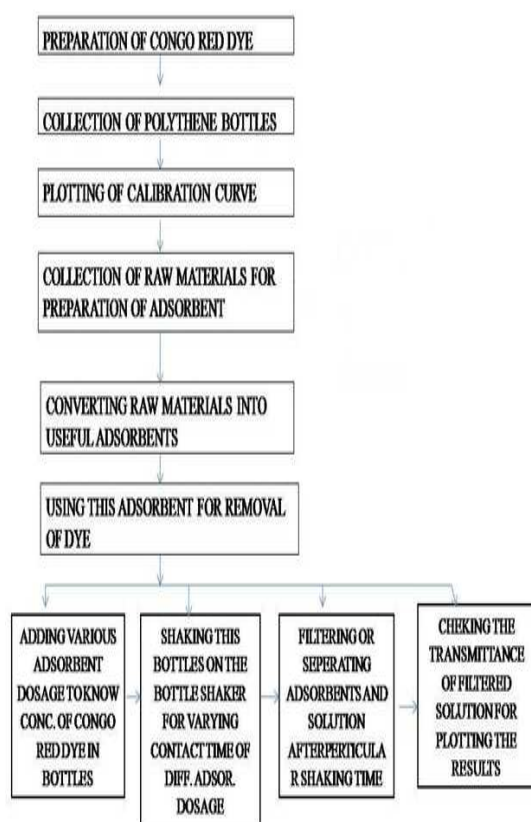 PREPARATION OF CONGO RED DYE
COLLECTION OF POLYTHENE BOTTLES
PLOTTING OF CALIBRATION CURVE
COLLECTION OF RAW MATERIALS FOR
PREPARATION OF ADSORBENT
CONVERTING RAW MATERIALS INTO
USEFUL ADSORBENTS
USING THIS ADSORBENT FOR REMOVAL
OF DYE
ADDING VARIOUS
ADSORBENT
DOSAGE TO KNOW
CONC. OF CONGO
RED DYE IN
BOTTLES
SHAKING THIS
BOTTLES ON THE
BOTTLE SHAKER
FOR VARYING
CONTACT TIME OF
DIFF. ADSOR.
DOSAGE
FILTERING OR
SEPERATING
ADSORBENTS AND
SOLUTION
AFTERPERTICULA
R SHAKING TIME
CHEKING THE
TRANSMITTANCE
OF FILTERED
SOLUTION FOR
PLOTTING THE
RESULTS